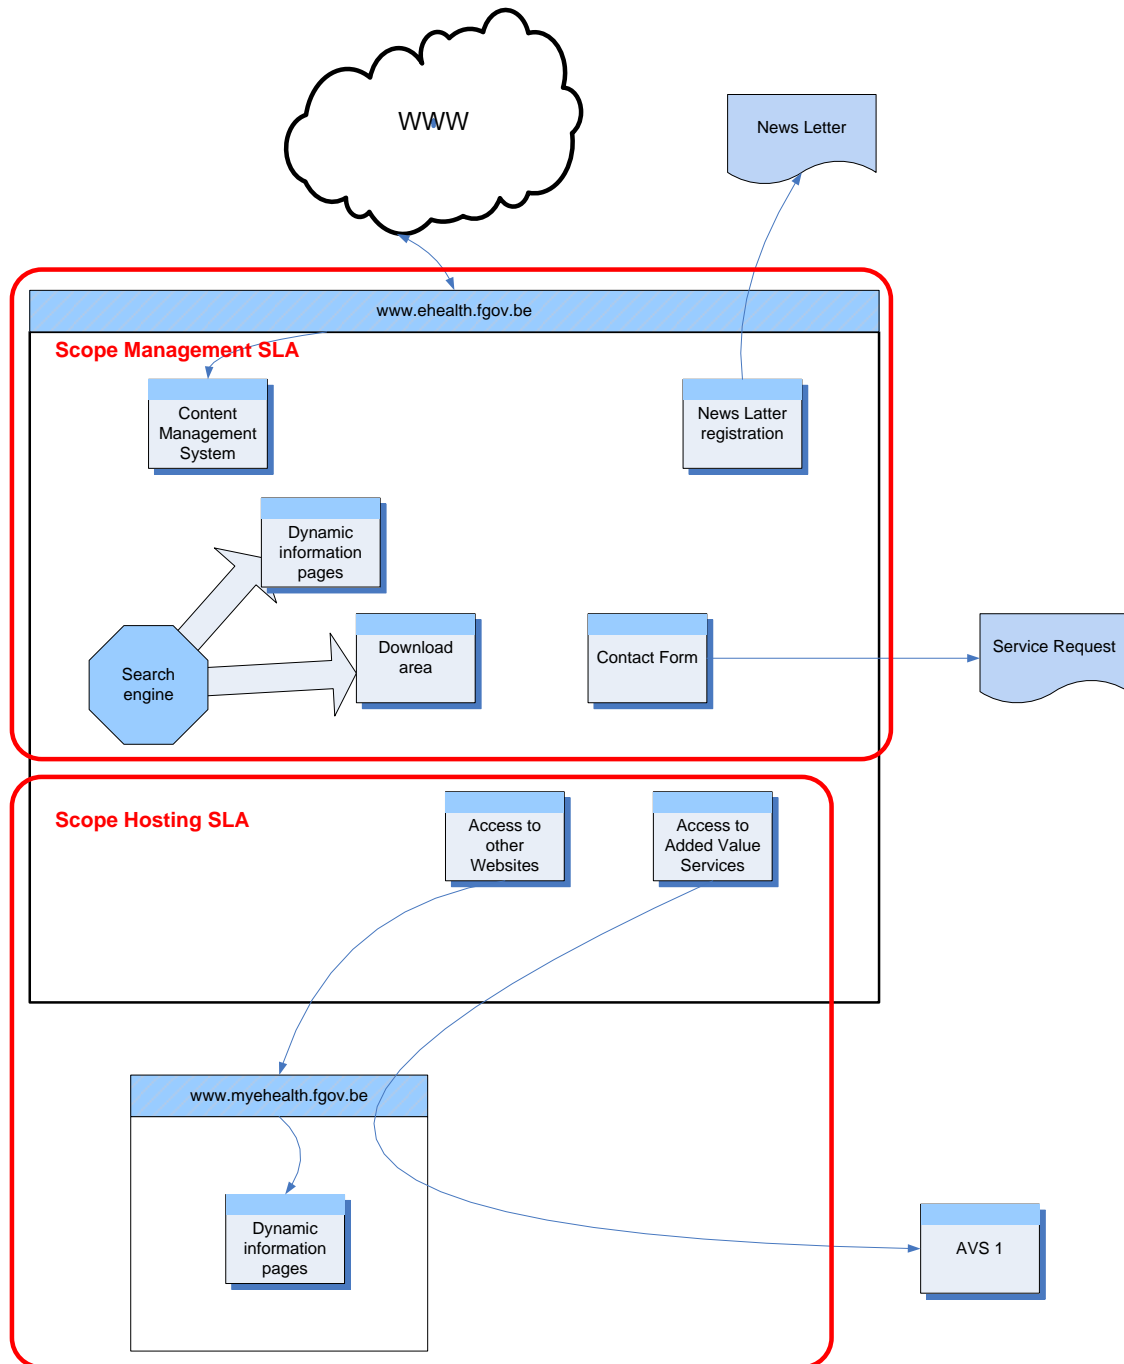 WWW
News Letter
www.ehealth.fgov.be
Scope Management SLA
Content
Management
System
News Latter
registration
Dynamic
information
pages
Search
engine
Download
area
Contact Form
Service Request
Scope Hosting SLA
Access to
other
Websites
Access to
Added Value
Services
www.myehealth.fgov.be
Dynamic
information
pages
AVS 1